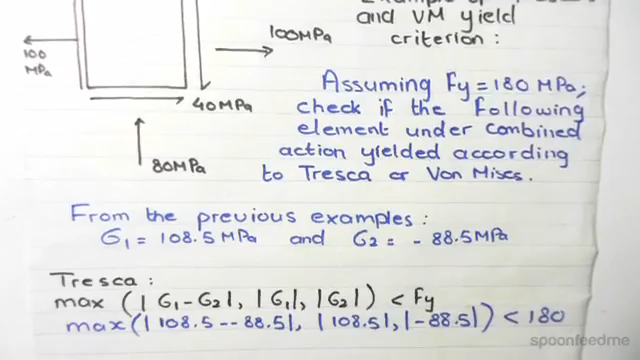 and VM yield
criterion:
100MPa
100
MPa
Assuming Fy = 180 MPa;
check if the following
element under combined
action yielded according
to Tresca or Von Mises.
40MPa
80MPa
From the previous examples:
σ1 = 108.5 MPa and σ2 = - 88.5MPa
Tresca:
max (|σ1-σ2|, |σ1|, |σ2|) < Fy
max(|108.5 -- 88.5|, |108.5|, |-88.5|) < 180
spoonfeedme